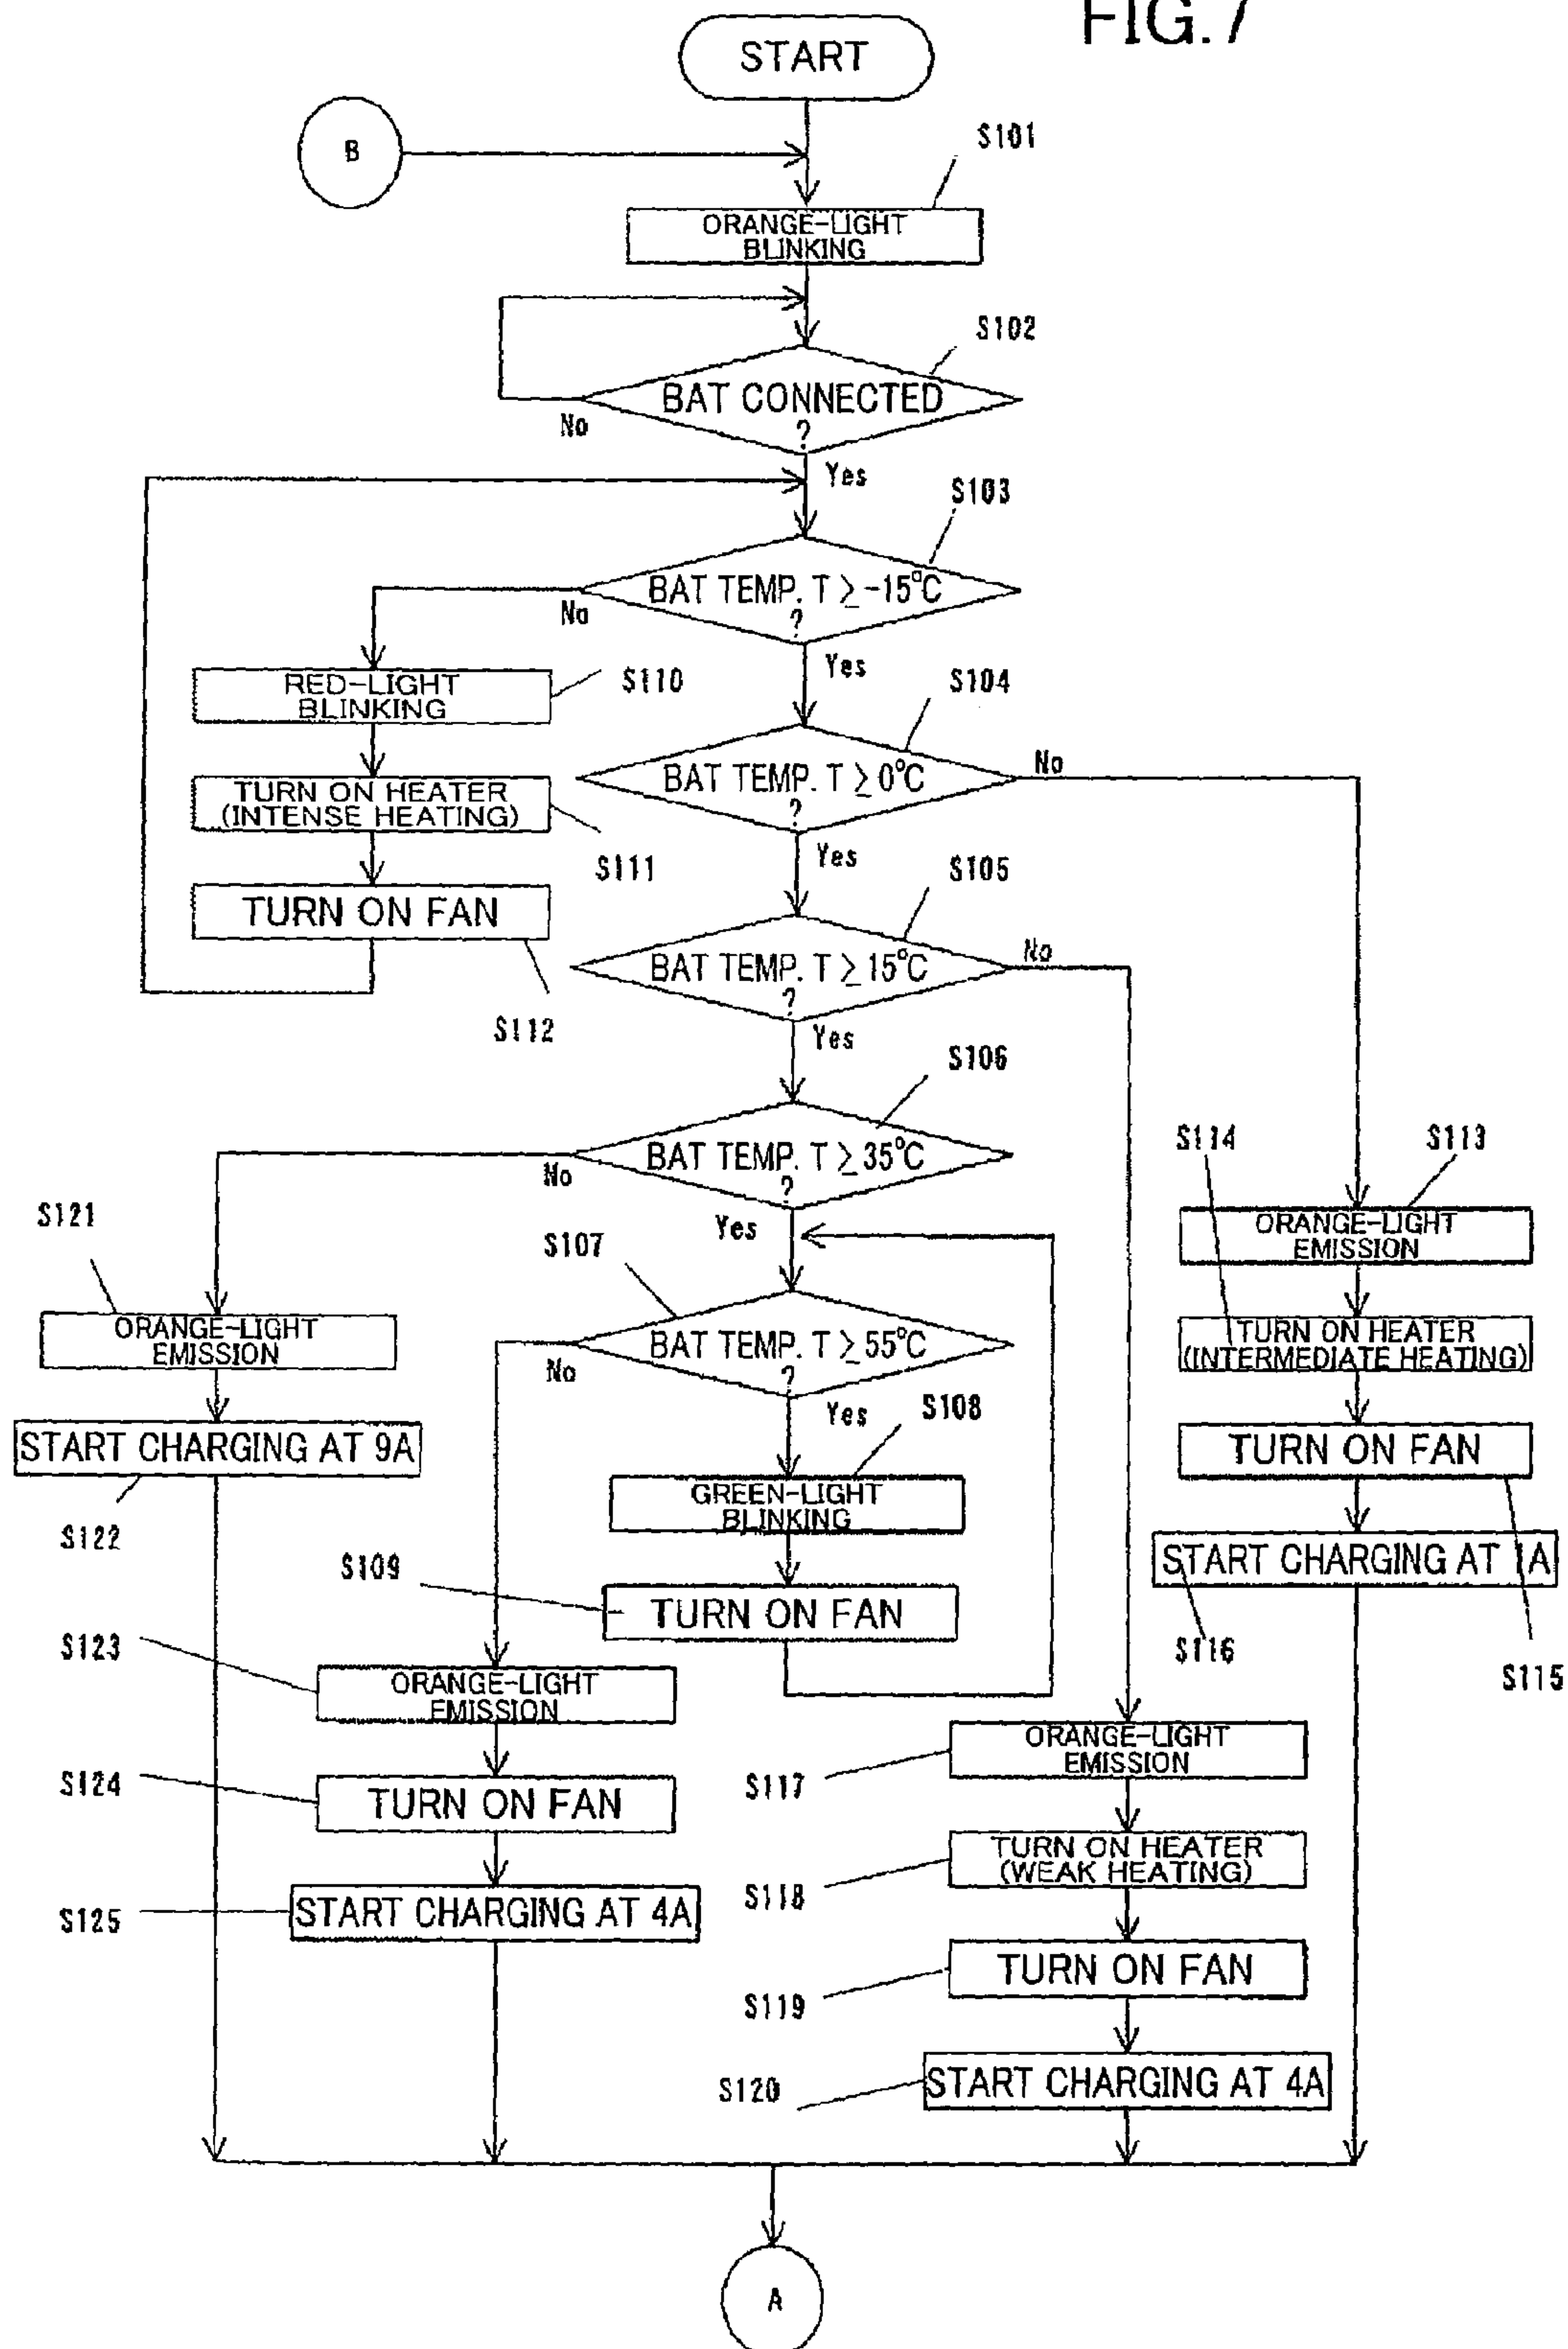 FIG.7
START
B
S101
ORANGE-LIGHT
BLINKING
S102
BAT CONNECTED
?
No
Yes
S103
BAT TEMP. T ≥ -15°C
?
No
Yes
S110
RED-LIGHT
BLINKING
S104
BAT TEMP. T ≥ 0°C
?
No
Yes
TURN ON HEATER
(INTENSE HEATING)
S111
TURN ON FAN
S112
S105
BAT TEMP. T ≥ 15°C
?
No
Yes
S106
BAT TEMP. T ≥ 35°C
?
No
Yes
S114
S113
ORANGE-LIGHT
EMISSION
TURN ON HEATER
(INTERMEDIATE HEATING)
TURN ON FAN
START CHARGING AT 1A
S116
S115
S121
ORANGE-LIGHT
EMISSION
START CHARGING AT 9A
S122
S107
BAT TEMP. T ≥ 55°C
?
No
Yes
S108
GREEN-LIGHT
BLINKING
S109
TURN ON FAN
S123
ORANGE-LIGHT
EMISSION
S124
TURN ON FAN
S125
START CHARGING AT 4A
S117
ORANGE-LIGHT
EMISSION
S118
TURN ON HEATER
(WEAK HEATING)
S119
TURN ON FAN
S120
START CHARGING AT 4A
A